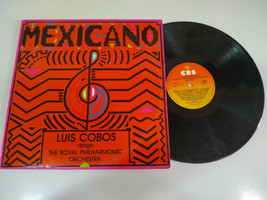 MEXICANO
LUIS COBOS
dirige
THE ROYAL PHILHARMONIC
ORCHESTRA
CBS